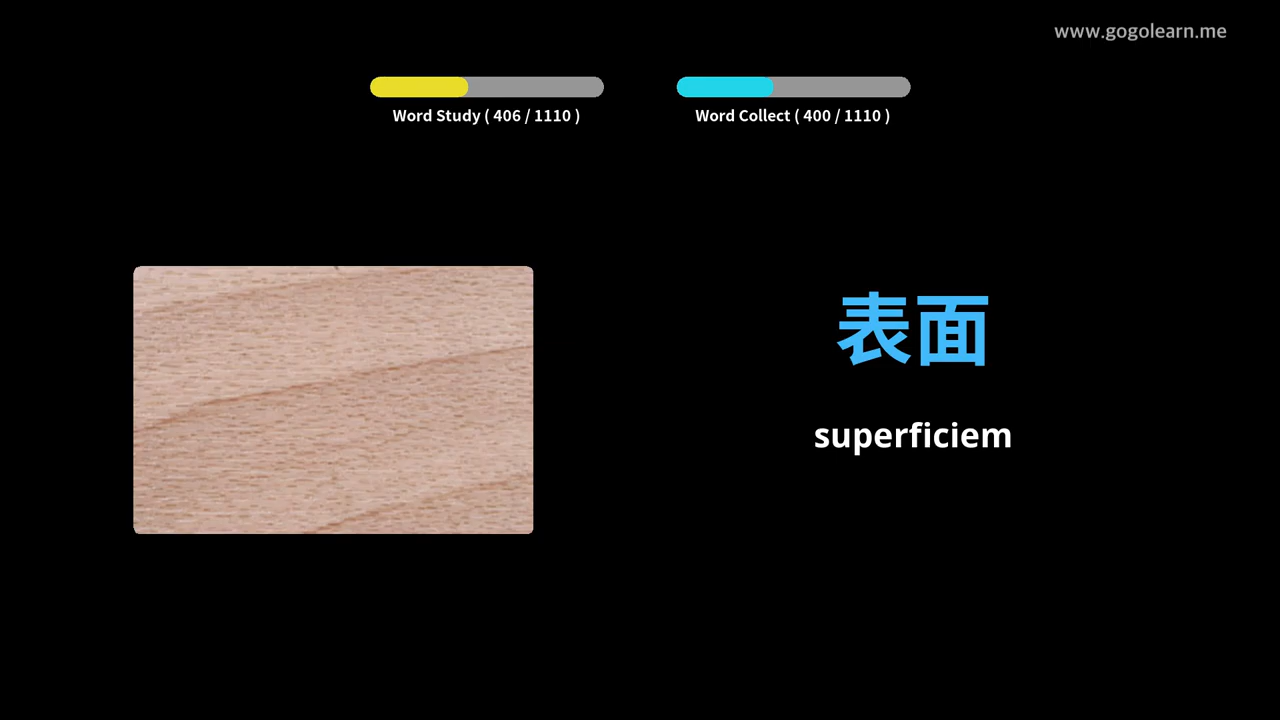 www.gogolearn.me
Word Study ( 406 / 1110 )
Word Collect ( 400 / 1110 )
表面
superficiem